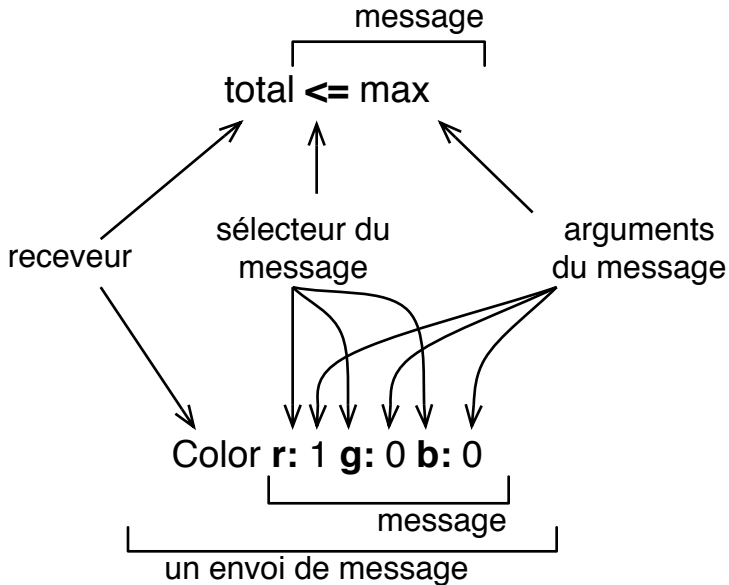 message
total <= max
receveur
sélecteur du
message
arguments
du message
Color r: 1 g: 0 b: 0
message
un envoi de message